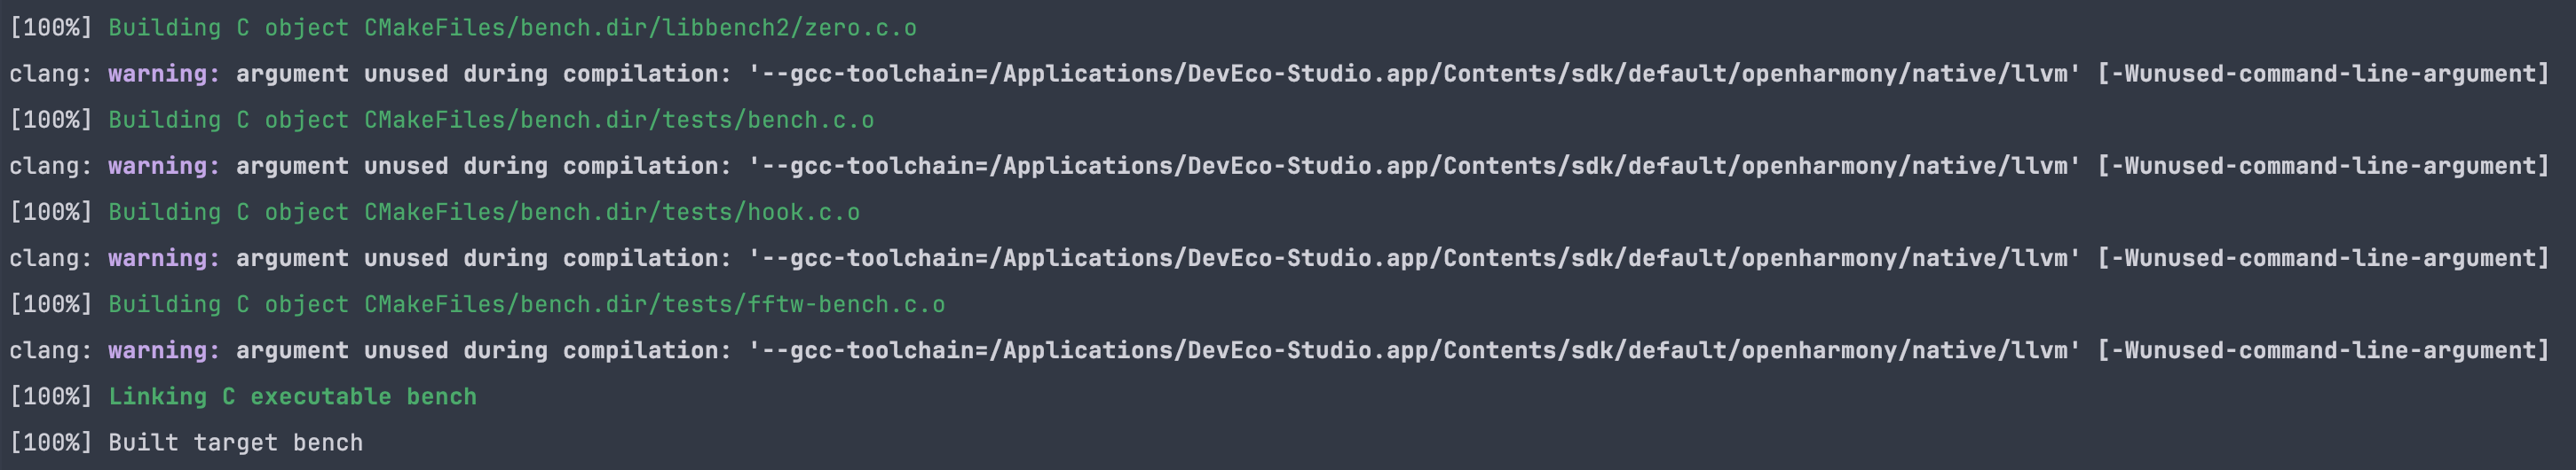 [100%] Building C object CMakeFiles/bench.dir/libbench2/zero.c.o
clang: warning: argument unused during compilation: '--gcc-toolchain=/Applications/DevEco-Studio.app/Contents/sdk/default/openharmony/native/llvm' [-Wunused-command-line-argument]
[100%] Building C object CMakeFiles/bench.dir/tests/bench.c.o
clang: warning: argument unused during compilation: '--gcc-toolchain=/Applications/DevEco-Studio.app/Contents/sdk/default/openharmony/native/llvm' [-Wunused-command-line-argument]
[100%] Building C object CMakeFiles/bench.dir/tests/hook.c.o
clang: warning: argument unused during compilation: '--gcc-toolchain=/Applications/DevEco-Studio.app/Contents/sdk/default/openharmony/native/llvm' [-Wunused-command-line-argument]
[100%] Building C object CMakeFiles/bench.dir/tests/fftw-bench.c.o
clang: warning: argument unused during compilation: '--gcc-toolchain=/Applications/DevEco-Studio.app/Contents/sdk/default/openharmony/native/llvm' [-Wunused-command-line-argument]
[100%] Linking C executable bench
[100%] Built target bench